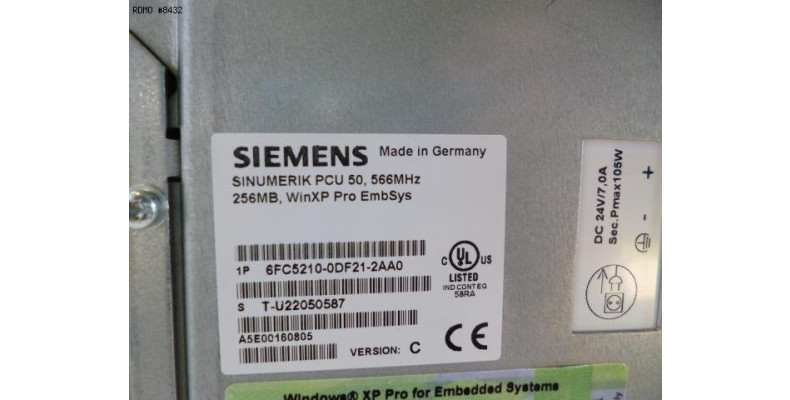 RDMO #8432
SIEMENS Made in Germany
SINUMERIK PCU 50, 566MHz
256MB, WinXP Pro EmbSys
1P 6FC5210-0DF21-2AA0
S T-U22050587
A5E00160805
VERSION: C
C UL US
LISTED
IND CONT EQ
58RA
CE
DC 24V/7,0A
Sec.Pmax105W
- +
Windows® XP Pro for Embedded Systems